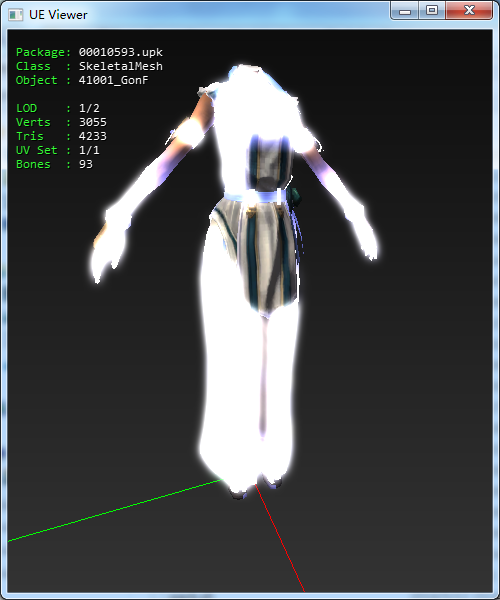 UE Viewer
Package: 00010593.upk
Class : SkeletalMesh
Object : 41001_GonF
LOD : 1/2
Verts : 3055
Tris : 4233
UV Set : 1/1
Bones : 93